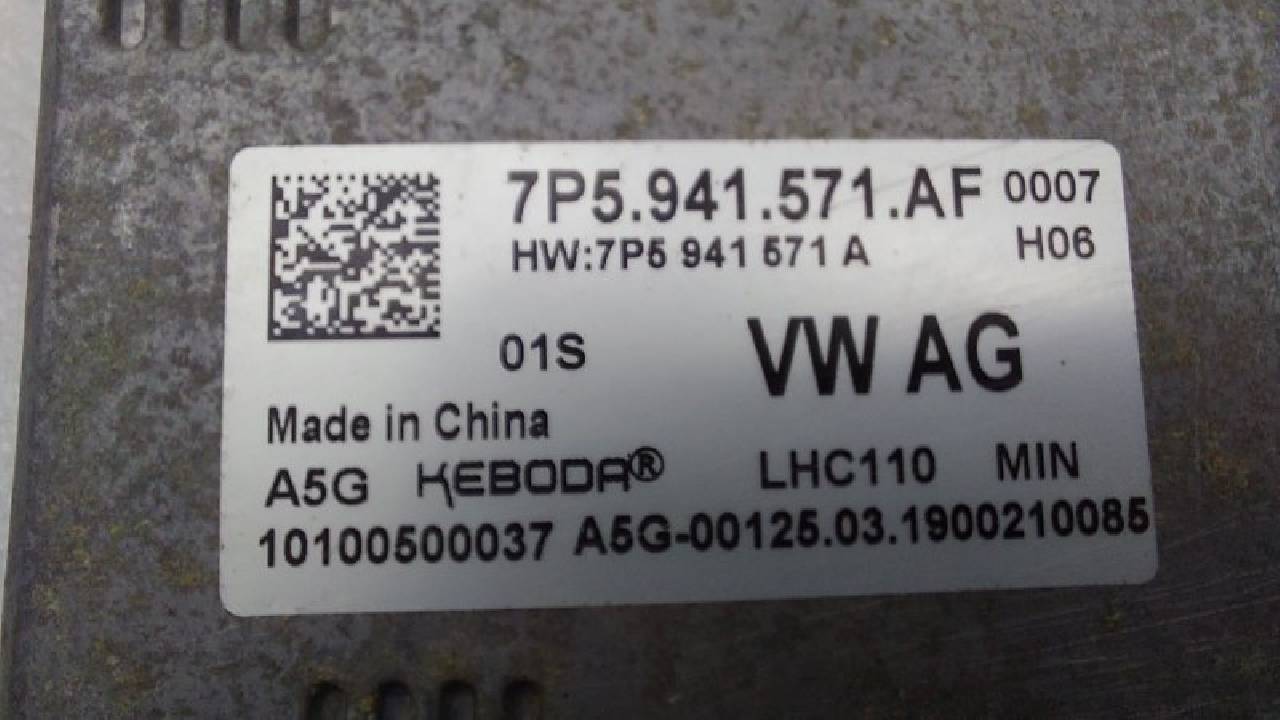 7P5.941.571.AF 0007
HW:7P5 941 571 A H06
01S VW AG
Made in China
A5G KEBODA® LHC110 MIN
10100500037 A5G-00125.03.1900210085